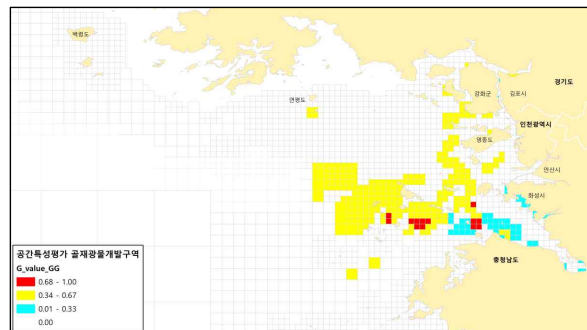 백령도
경기도
연평도
강화군
김포시
인천광역시
영종도
안산시
화성시
충청남도
공간특성평가 골재광물개발구역
G_value_GG
0.68 - 1.00
0.34 - 0.67
0.01 - 0.33
0.00